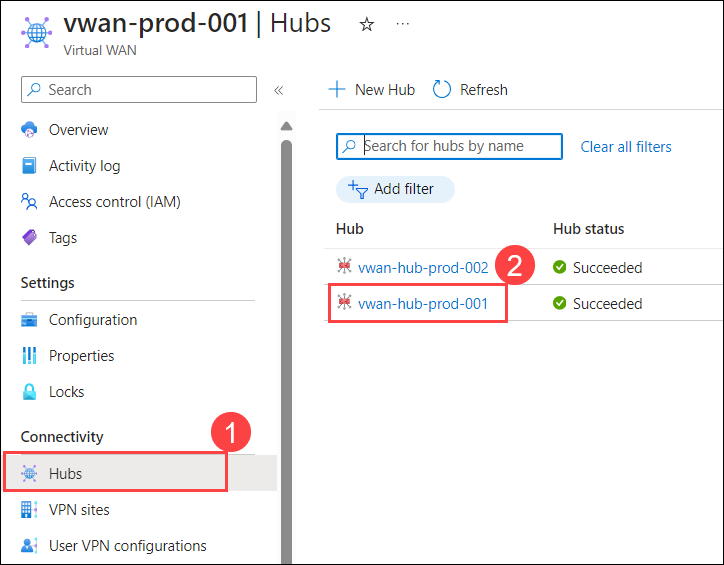 vwan-prod-001 | Hubs ☆ ···
Virtual WAN
Search «
Overview
Activity log
Access control (IAM)
Tags
Settings
Configuration
Properties
Locks
Connectivity
1
Hubs
VPN sites
User VPN configurations
New Hub Refresh
Search for hubs by name Clear all filters
Add filter
Hub Hub status
vwan-hub-prod-002 2 Succeeded
vwan-hub-prod-001 Succeeded